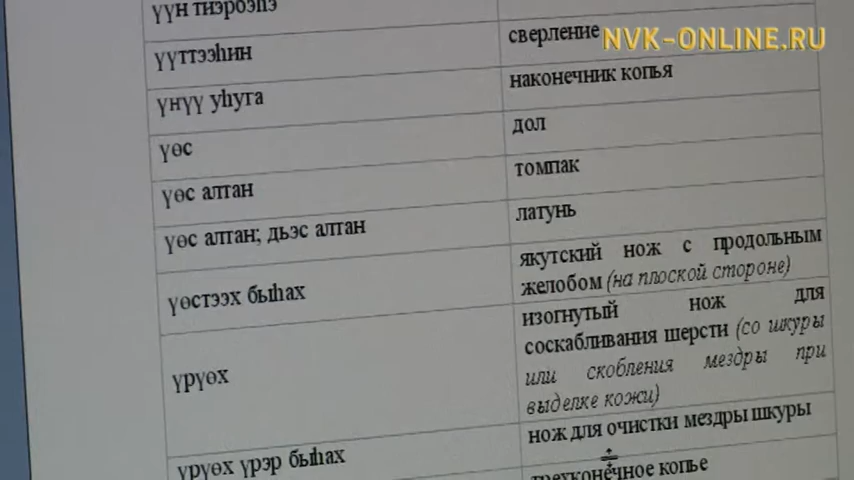 үүн тиэрбэһэ
үүттээһин
сверление
NVK-ONLINE.RU
үҥүү уһуга
наконечник копья
үөс
дол
үөс алтан
томпак
үөс алтан; дьэс алтан
латунь
үөстээх быһах
якутский нож с продольным
желобом (на плоской стороне)
үрүөх
изогнутый нож для
соскабливания шерсти (со шкуры
или скобления мездры при
выделке кожи)
үрүөх үрэр быһах
нож для очистки мездры шкуры
трехконечное копье